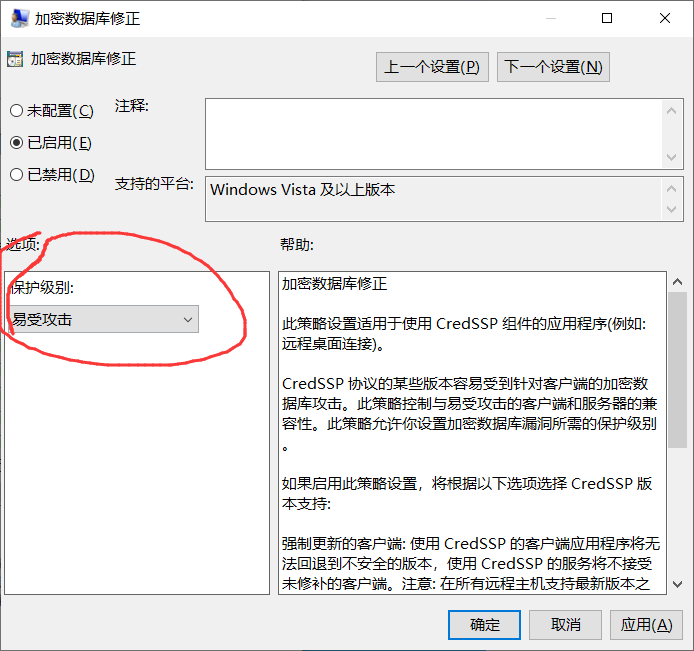 加密数据库修正
加密数据库修正
上一个设置(P)
下一个设置(N)
未配置(C)
注释:
已启用(E)
已禁用(D)
支持的平台:
Windows Vista 及以上版本
选项:
帮助:
保护级别:
易受攻击
加密数据库修正
此策略设置适用于使用 CredSSP 组件的应用程序(例如:
远程桌面连接)。
CredSSP 协议的某些版本容易受到针对客户端的加密数
据库攻击。此策略控制与易受攻击的客户端和服务器的兼
容性。此策略允许你设置加密数据库漏洞所需的保护级别
。
如果启用此策略设置，将根据以下选项选择 CredSSP 版
本支持:
强制更新的客户端: 使用 CredSSP 的客户端应用程序将无
法回退到不安全的版本，使用 CredSSP 的服务将不接受
未修补的客户端。注意: 在所有远程主机支持最新版本之
确定
取消
应用(A)